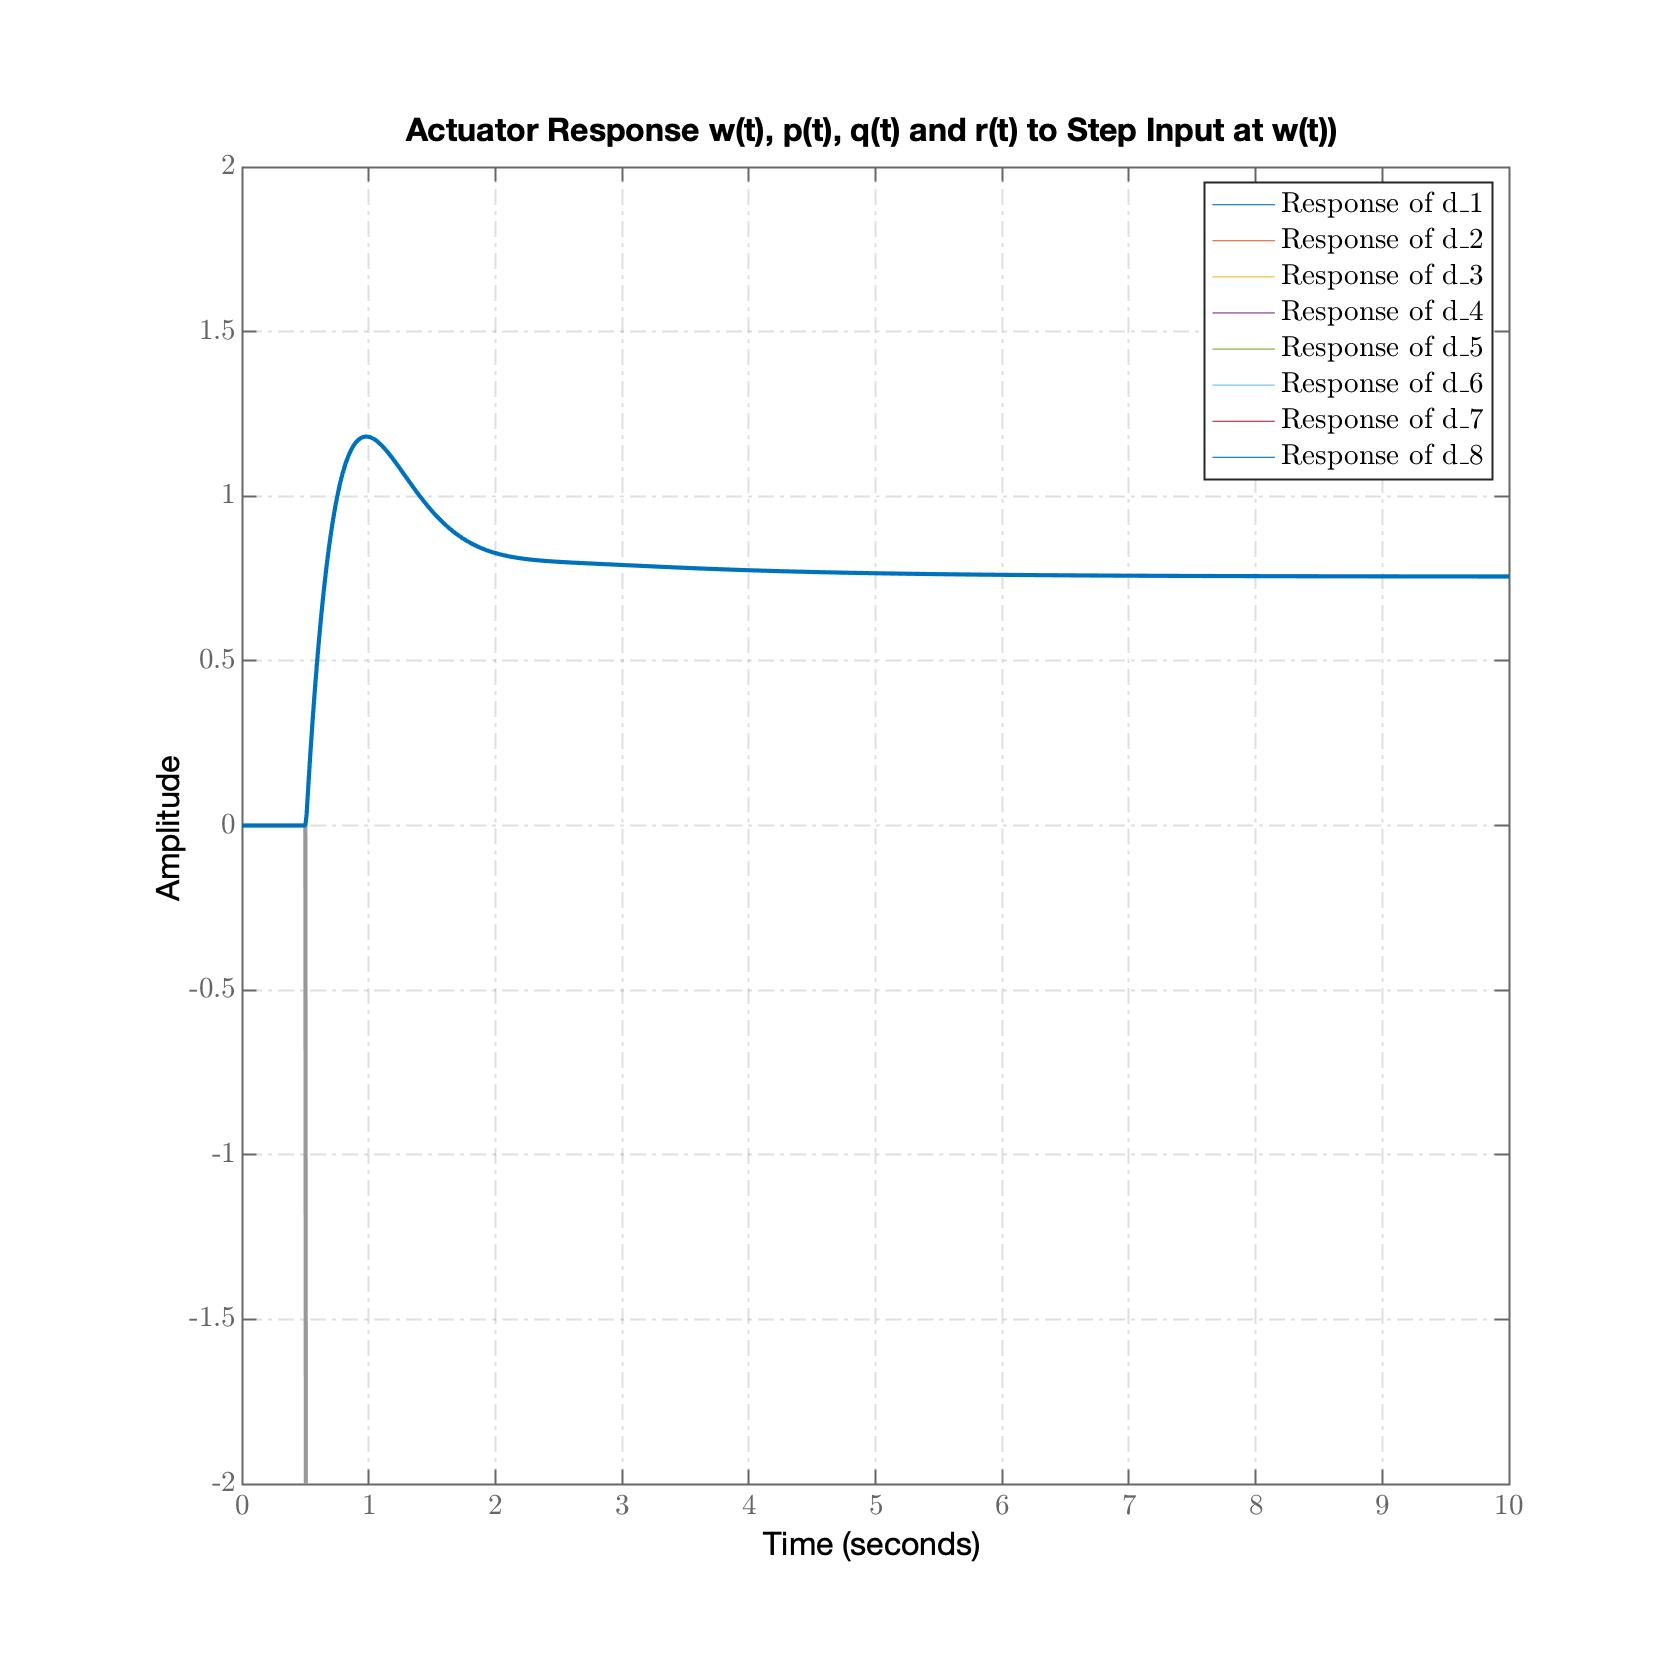 Actuator Response w(t), p(t), q(t) and r(t) to Step Input at w(t))
2
1.5
1
0.5
0
-0.5
-1
-1.5
-2
Amplitude
Response of d_1
Response of d_2
Response of d_3
Response of d_4
Response of d_5
Response of d_6
Response of d_7
Response of d_8
0 1 2 3 4 5 6 7 8 9 10
Time (seconds)